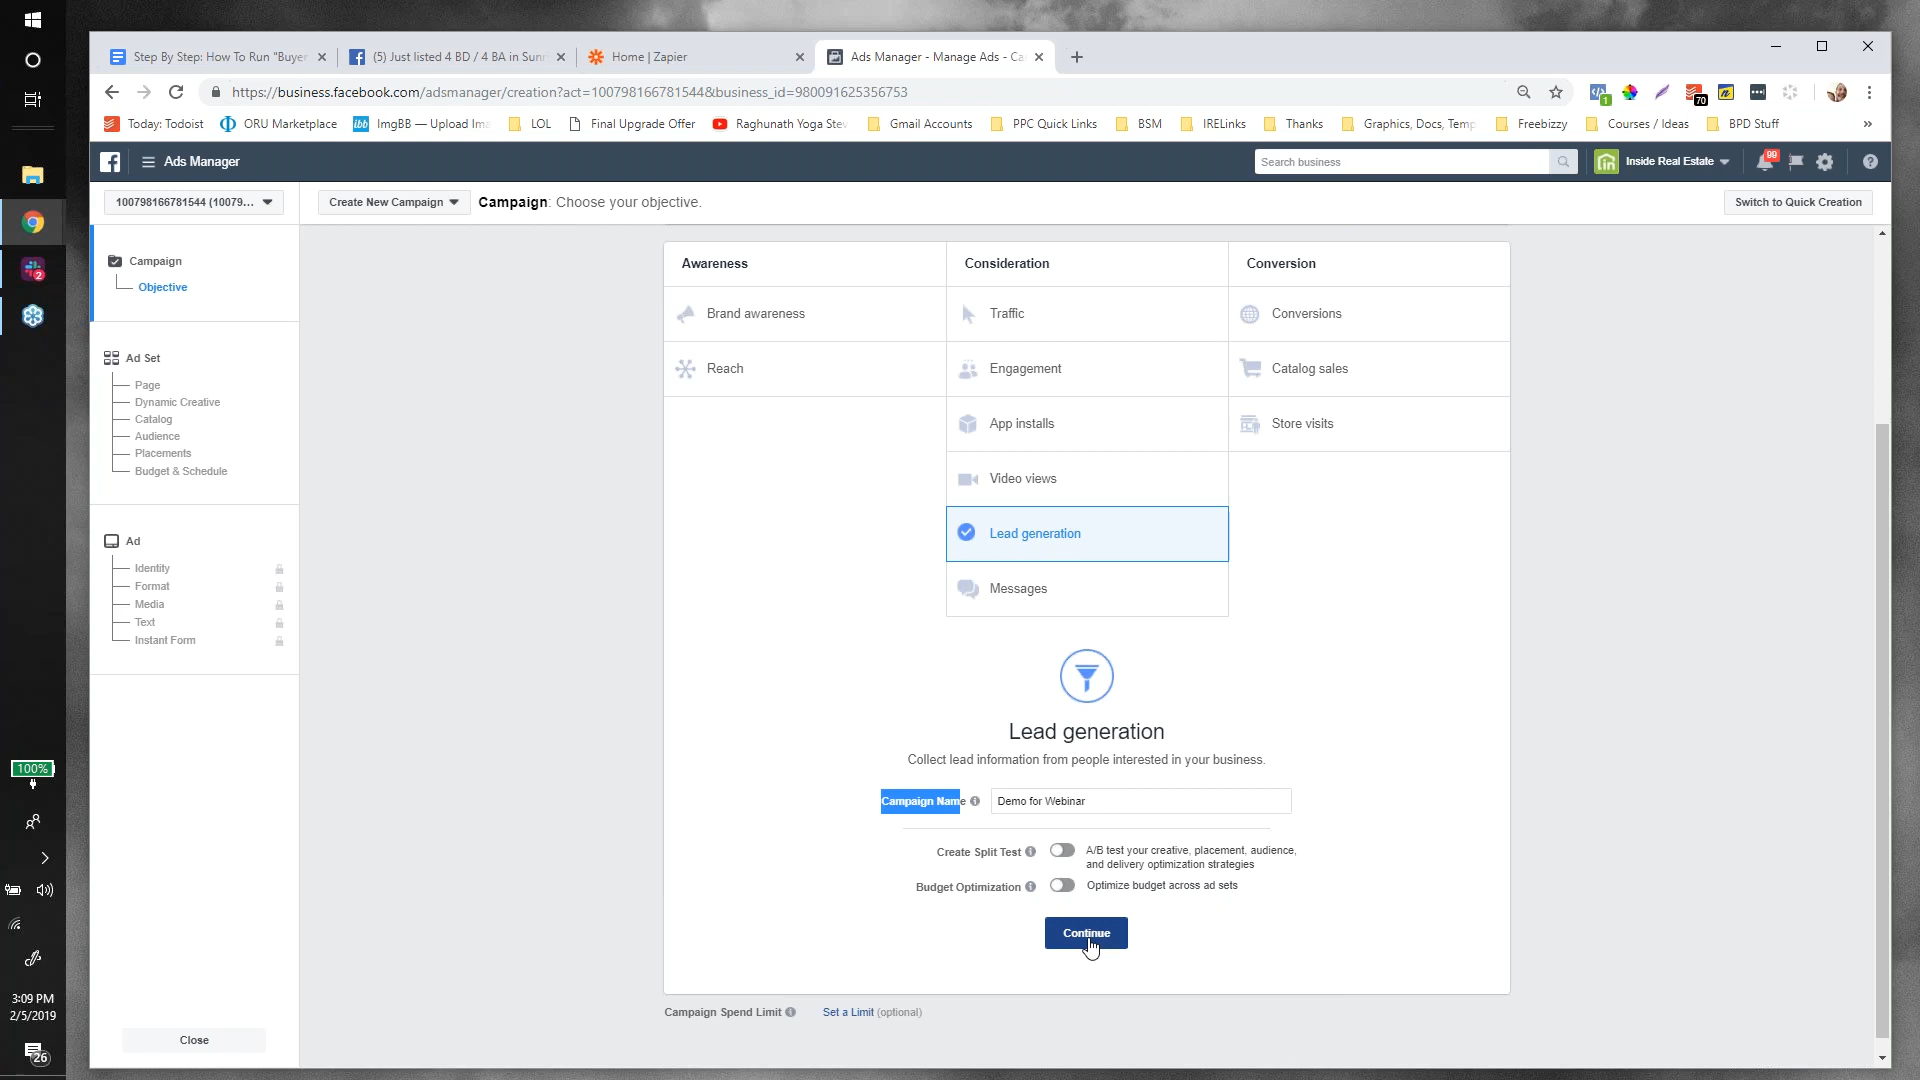 Step By Step: How To Run "Buyer
(5) Just listed 4 BD / 4 BA in Sunn
Home | Zapier
Ads Manager - Manage Ads - Ca
https://business.facebook.com/adsmanager/creation?act=100798166781544&business_id=980091625356753
1
70
Today: Todoist
ORU Marketplace
ibb
ImgBB — Upload Ima
LOL
Final Upgrade Offer
Raghunath Yoga Stev
Gmail Accounts
PPC Quick Links
BSM
IRELinks
Thanks
Graphics, Docs, Temp
Freebizzy
Courses / Ideas
BPD Stuff
»
Ads Manager
Search business
Inside Real Estate
99
100798166781544 (10079...
Create New Campaign
Campaign: Choose your objective.
Switch to Quick Creation
Campaign
Objective
Ad Set
Page
Dynamic Creative
Catalog
Audience
Placements
Budget & Schedule
Ad
Identity
Format
Media
Text
Instant Form
Close
Awareness
Consideration
Conversion
Brand awareness
Traffic
Conversions
Reach
Engagement
Catalog sales
App installs
Store visits
Video views
Lead generation
Messages
Lead generation
Collect lead information from people interested in your business.
Campaign Name
Demo for Webinar
Create Split Test
A/B test your creative, placement, audience,
and delivery optimization strategies
Budget Optimization
Optimize budget across ad sets
Continue
Campaign Spend Limit
Set a Limit (optional)
2
100%
3:09 PM
2/5/2019
26